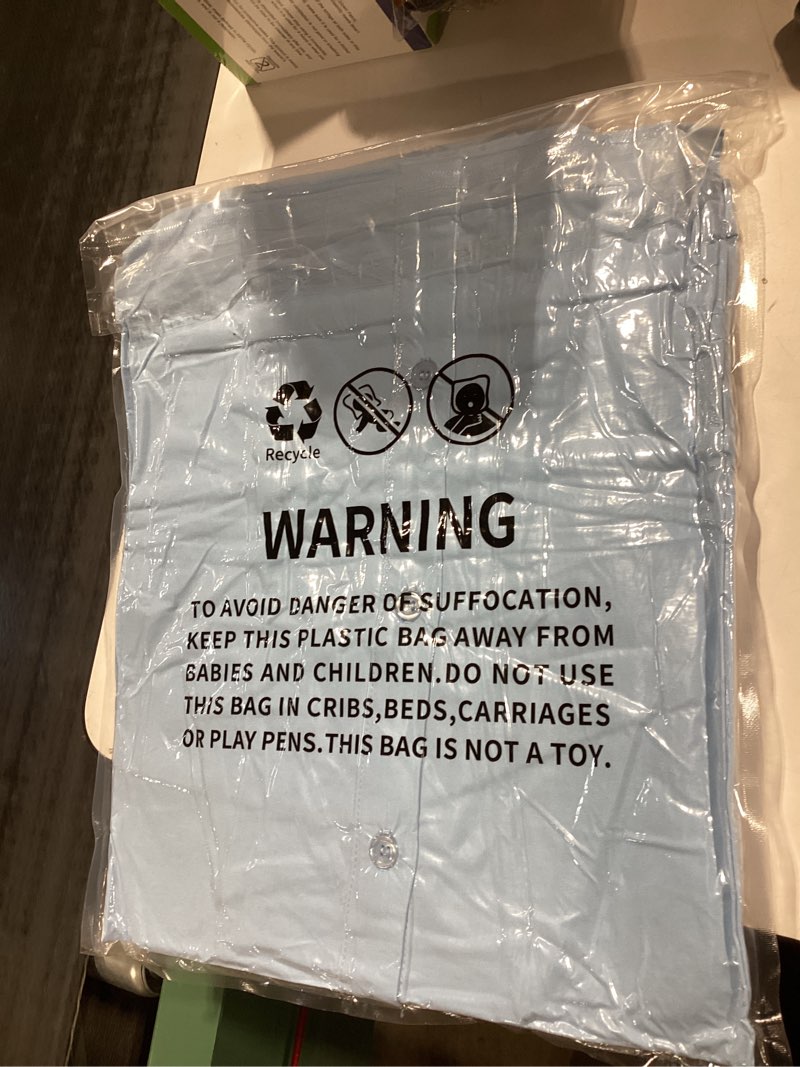 Recycle
WARNING
TO AVOID DANGER OF SUFFOCATION,
KEEP THIS PLASTIC BAG AWAY FROM
BABIES AND CHILDREN.DO NOT USE
THIS BAG IN CRIBS,BEDS,CARRIAGES
OR PLAY PENS.THIS BAG IS NOT A TOY.